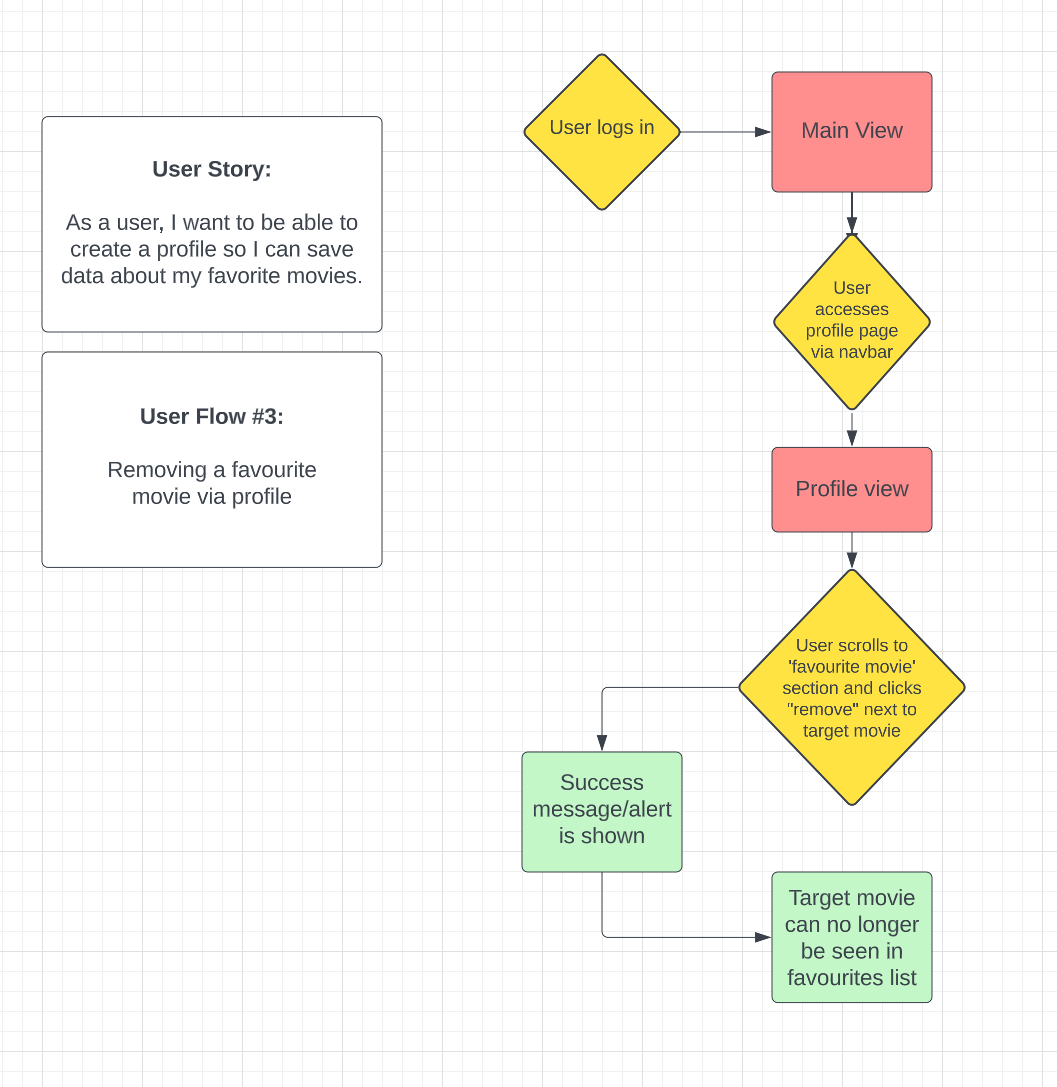 User Story:
As a user, I want to be able to
create a profile so I can save
data about my favorite movies.
User Flow #3:
Removing a favourite
movie via profile
User logs in
Main View
User
accesses
profile page
via navbar
Profile view
User scrolls to
'favourite movie'
section and clicks
"remove" next to
target movie
Success
message/alert
is shown
Target movie
can no longer
be seen in
favourites list